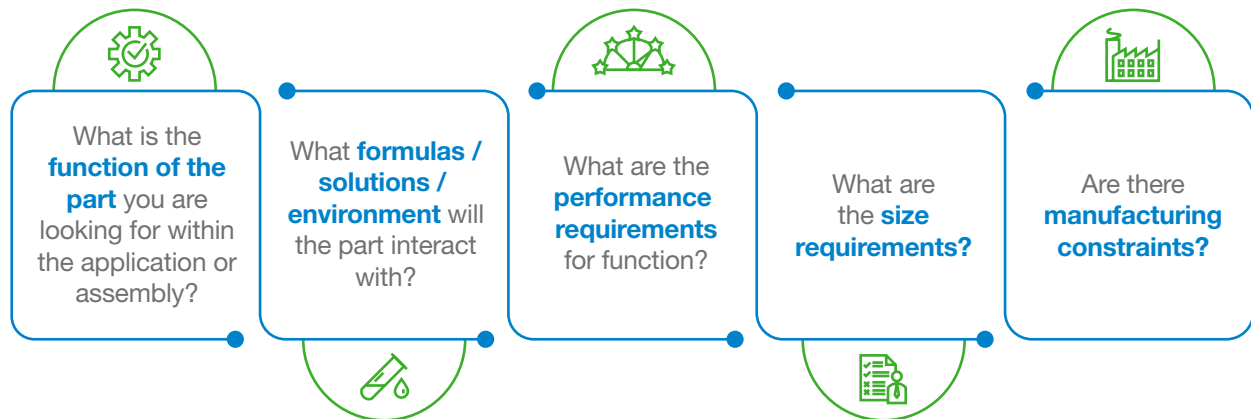 What is the
function of the
part you are
looking for within
the application or
assembly?
What formulas /
solutions /
environment will
the part interact
with?
What are the
performance
requirements
for function?
What are
the size
requirements?
Are there
manufacturing
constraints?